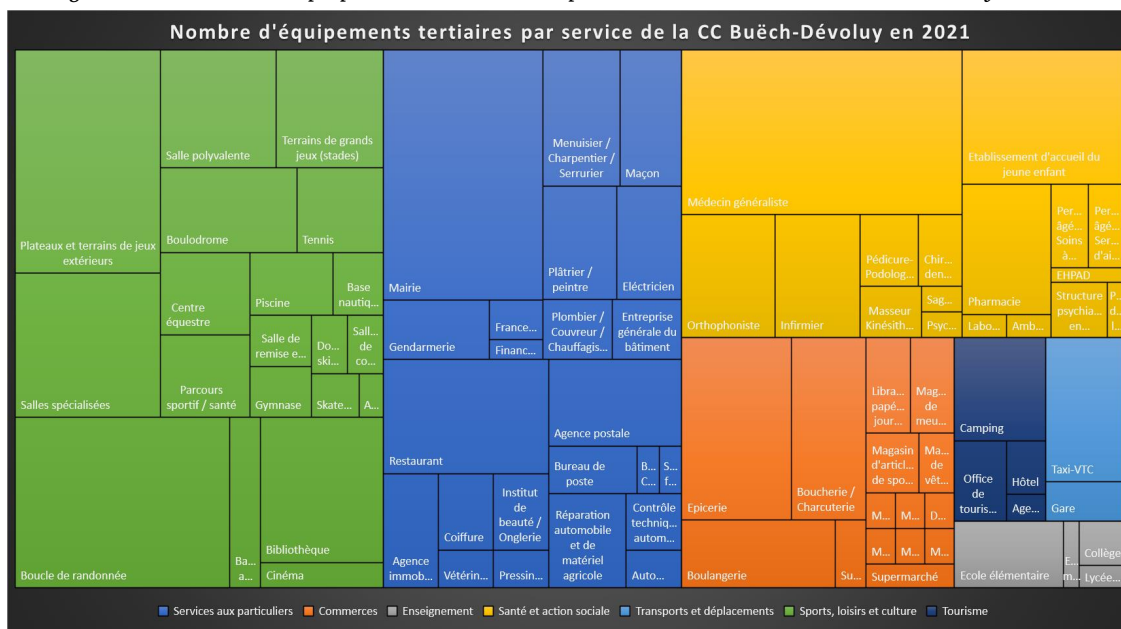 Nombre d'équipements tertiaires par service de la CC Buëch-Dévoluy en 2021
Plateaux et terrains de jeux
extérieurs
Salle polyvalente
Terrains de grands
jeux (stades)
Boulodrome
Tennis
Salles spécialisées
Centre
équestre
Piscine
Base
nautiq...
Parcours
sportif / santé
Salle de
remise e...
Do...
ski...
Sall...
de
co...
Gymnase
Skate...
A...
Boucle de randonnée
Ba...
a...
Bibliothèque
Cinéma
Mairie
Menuisier /
Charpentier /
Serrurier
Maçon
Plâtrier /
peintre
Eléctricien
Gendarmerie
France...
Financ...
Plombier /
Couvreur /
Chauffagis...
Entreprise
générale du
bâtiment
Restaurant
Agence postale
Bureau de
poste
B...
C...
S...
f...
Agence
immob...
Coiffure
Institut
de
beauté /
Onglerie
Vétérin...
Pressin...
Réparation
automobile
et de
matériel
agricole
Contrôle
techniq...
autom...
Auto...
Médecin généraliste
Etablissement d'accueil du
jeune enfant
Orthophoniste
Infirmier
Pédicure-
Podolog...
Chir...
den...
Masseur
Kinésith...
Sag...
Psyc...
Pharmacie
Per...
âgé...
Soins
à...
Per...
âgé...
Ser...
d'ai...
EHPAD
Labo...
Amb...
Structure
psychia...
en...
P...
d...
l...
Epicerie
Boucherie /
Charcuterie
Libra...
papé...
jour...
Mag...
de
meu...
Magasin
d'articl...
de spo...
Ma...
de
vêt...
M...
M...
D...
M...
M...
M...
Boulangerie
Su...
Supermarché
Camping
Office
de
touris...
Hôtel
Age...
Taxi-VTC
Gare
Ecole élémentaire
E...
m...
Collège
Lycée...
Services aux particuliers
Commerces
Enseignement
Santé et action sociale
Transports et déplacements
Sports, loisirs et culture
Tourisme